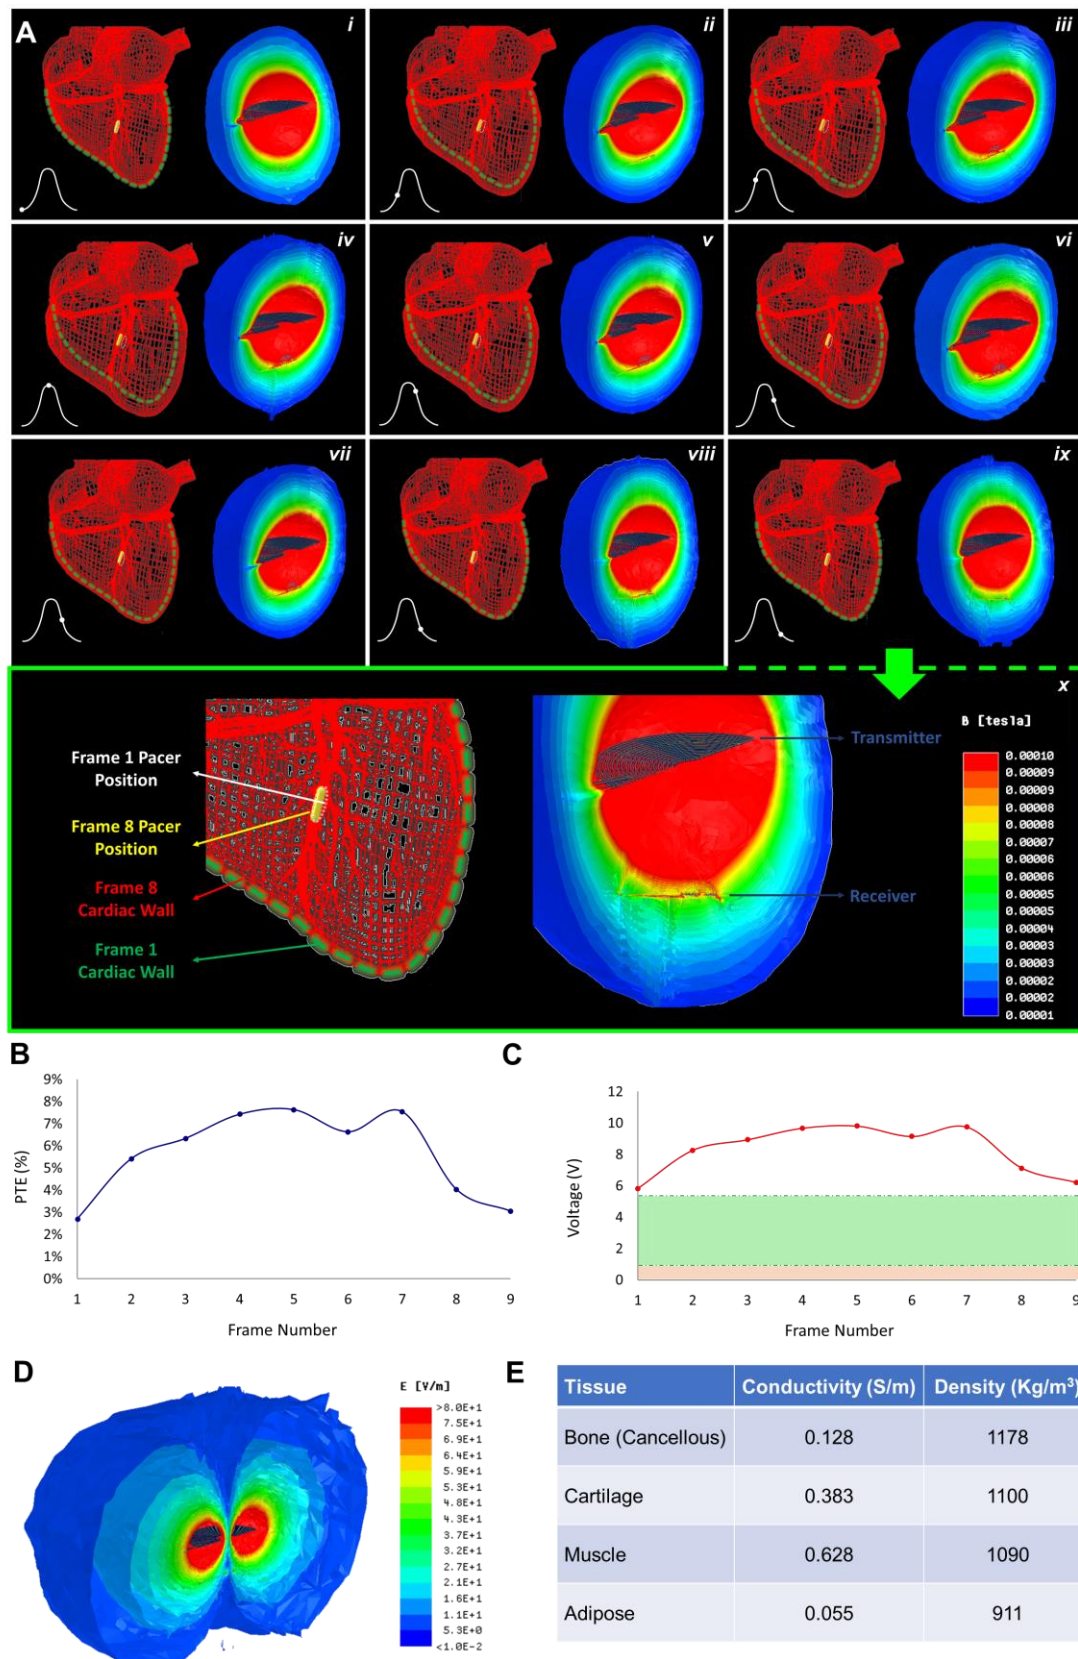 A
i
ii
iii
iv
v
vi
vii
viii
ix
x
Frame 1 Pacer
Position
Frame 8 Pacer
Position
Frame 8
Cardiac Wall
Frame 1
Cardiac Wall
Transmitter
Receiver
B [tesla]
0.00010
0.00009
0.00009
0.00008
0.00008
0.00007
0.00006
0.00006
0.00005
0.00005
0.00004
0.00003
0.00003
0.00002
0.00002
0.00001
B
9%
8%
7%
6%
5%
4%
3%
2%
1%
0%
PTE (%)
1 2 3 4 5 6 7 8 9
Frame Number
C
12
10
8
6
4
2
0
Voltage (V)
1 2 3 4 5 6 7 8 9
Frame Number
D
E [V/m]
>8.0E+1
7.5E+1
6.9E+1
6.4E+1
5.9E+1
5.3E+1
4.8E+1
4.3E+1
3.7E+1
3.2E+1
2.7E+1
2.1E+1
1.6E+1
1.1E+1
5.3E+0
<1.0E-2
E
Tissue Conductivity (S/m) Density (Kg/m³)
Bone (Cancellous) 0.128 1178
Cartilage 0.383 1100
Muscle 0.628 1090
Adipose 0.055 911